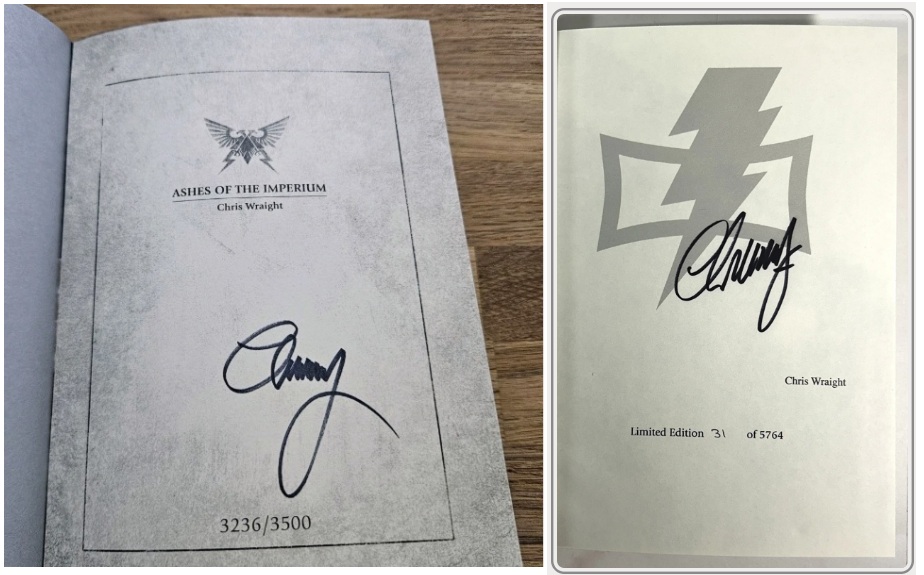 ASHES OF THE IMPERIUM
Chris Wraight
3236/3500
Chris Wraight
Limited Edition 31 of 5764